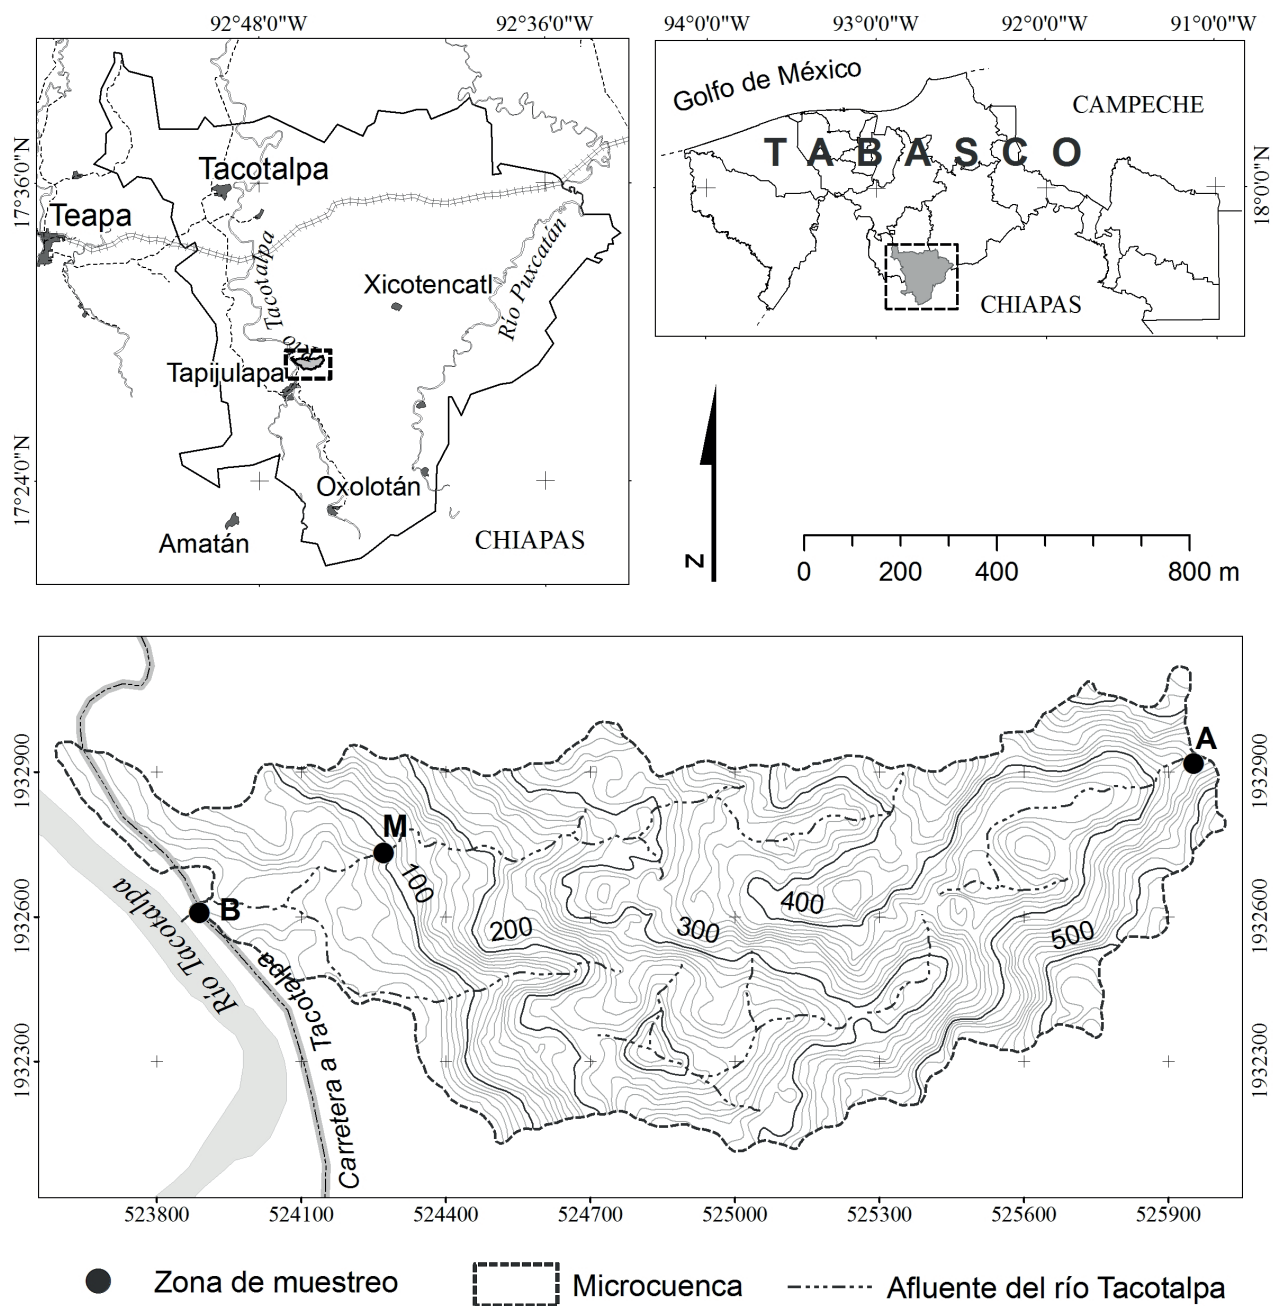 92°48'0"W
92°36'0"W
17°36'0"N
17°24'0"N
Tacotalpa
Teapa
Río Tacotalpa
Xicotencatl
Río Puxcatán
Tapijulapa
Oxolotán
Amatán
CHIAPAS
94°0'0"W
93°0'0"W
92°0'0"W
91°0'0"W
Golfo de México
CAMPECHE
TABASCO
18°0'0"N
CHIAPAS
N
0 200 400 800 m
1932900
1932600
1932300
A
M
B
100
200
300
400
500
Río Tacotalpa
Carretera a Tacotalpa
1932900
1932600
1932300
523800 524100 524400 524700 525000 525300 525600 525900
Zona de muestreo
Microcuenca
Afluente del río Tacotalpa